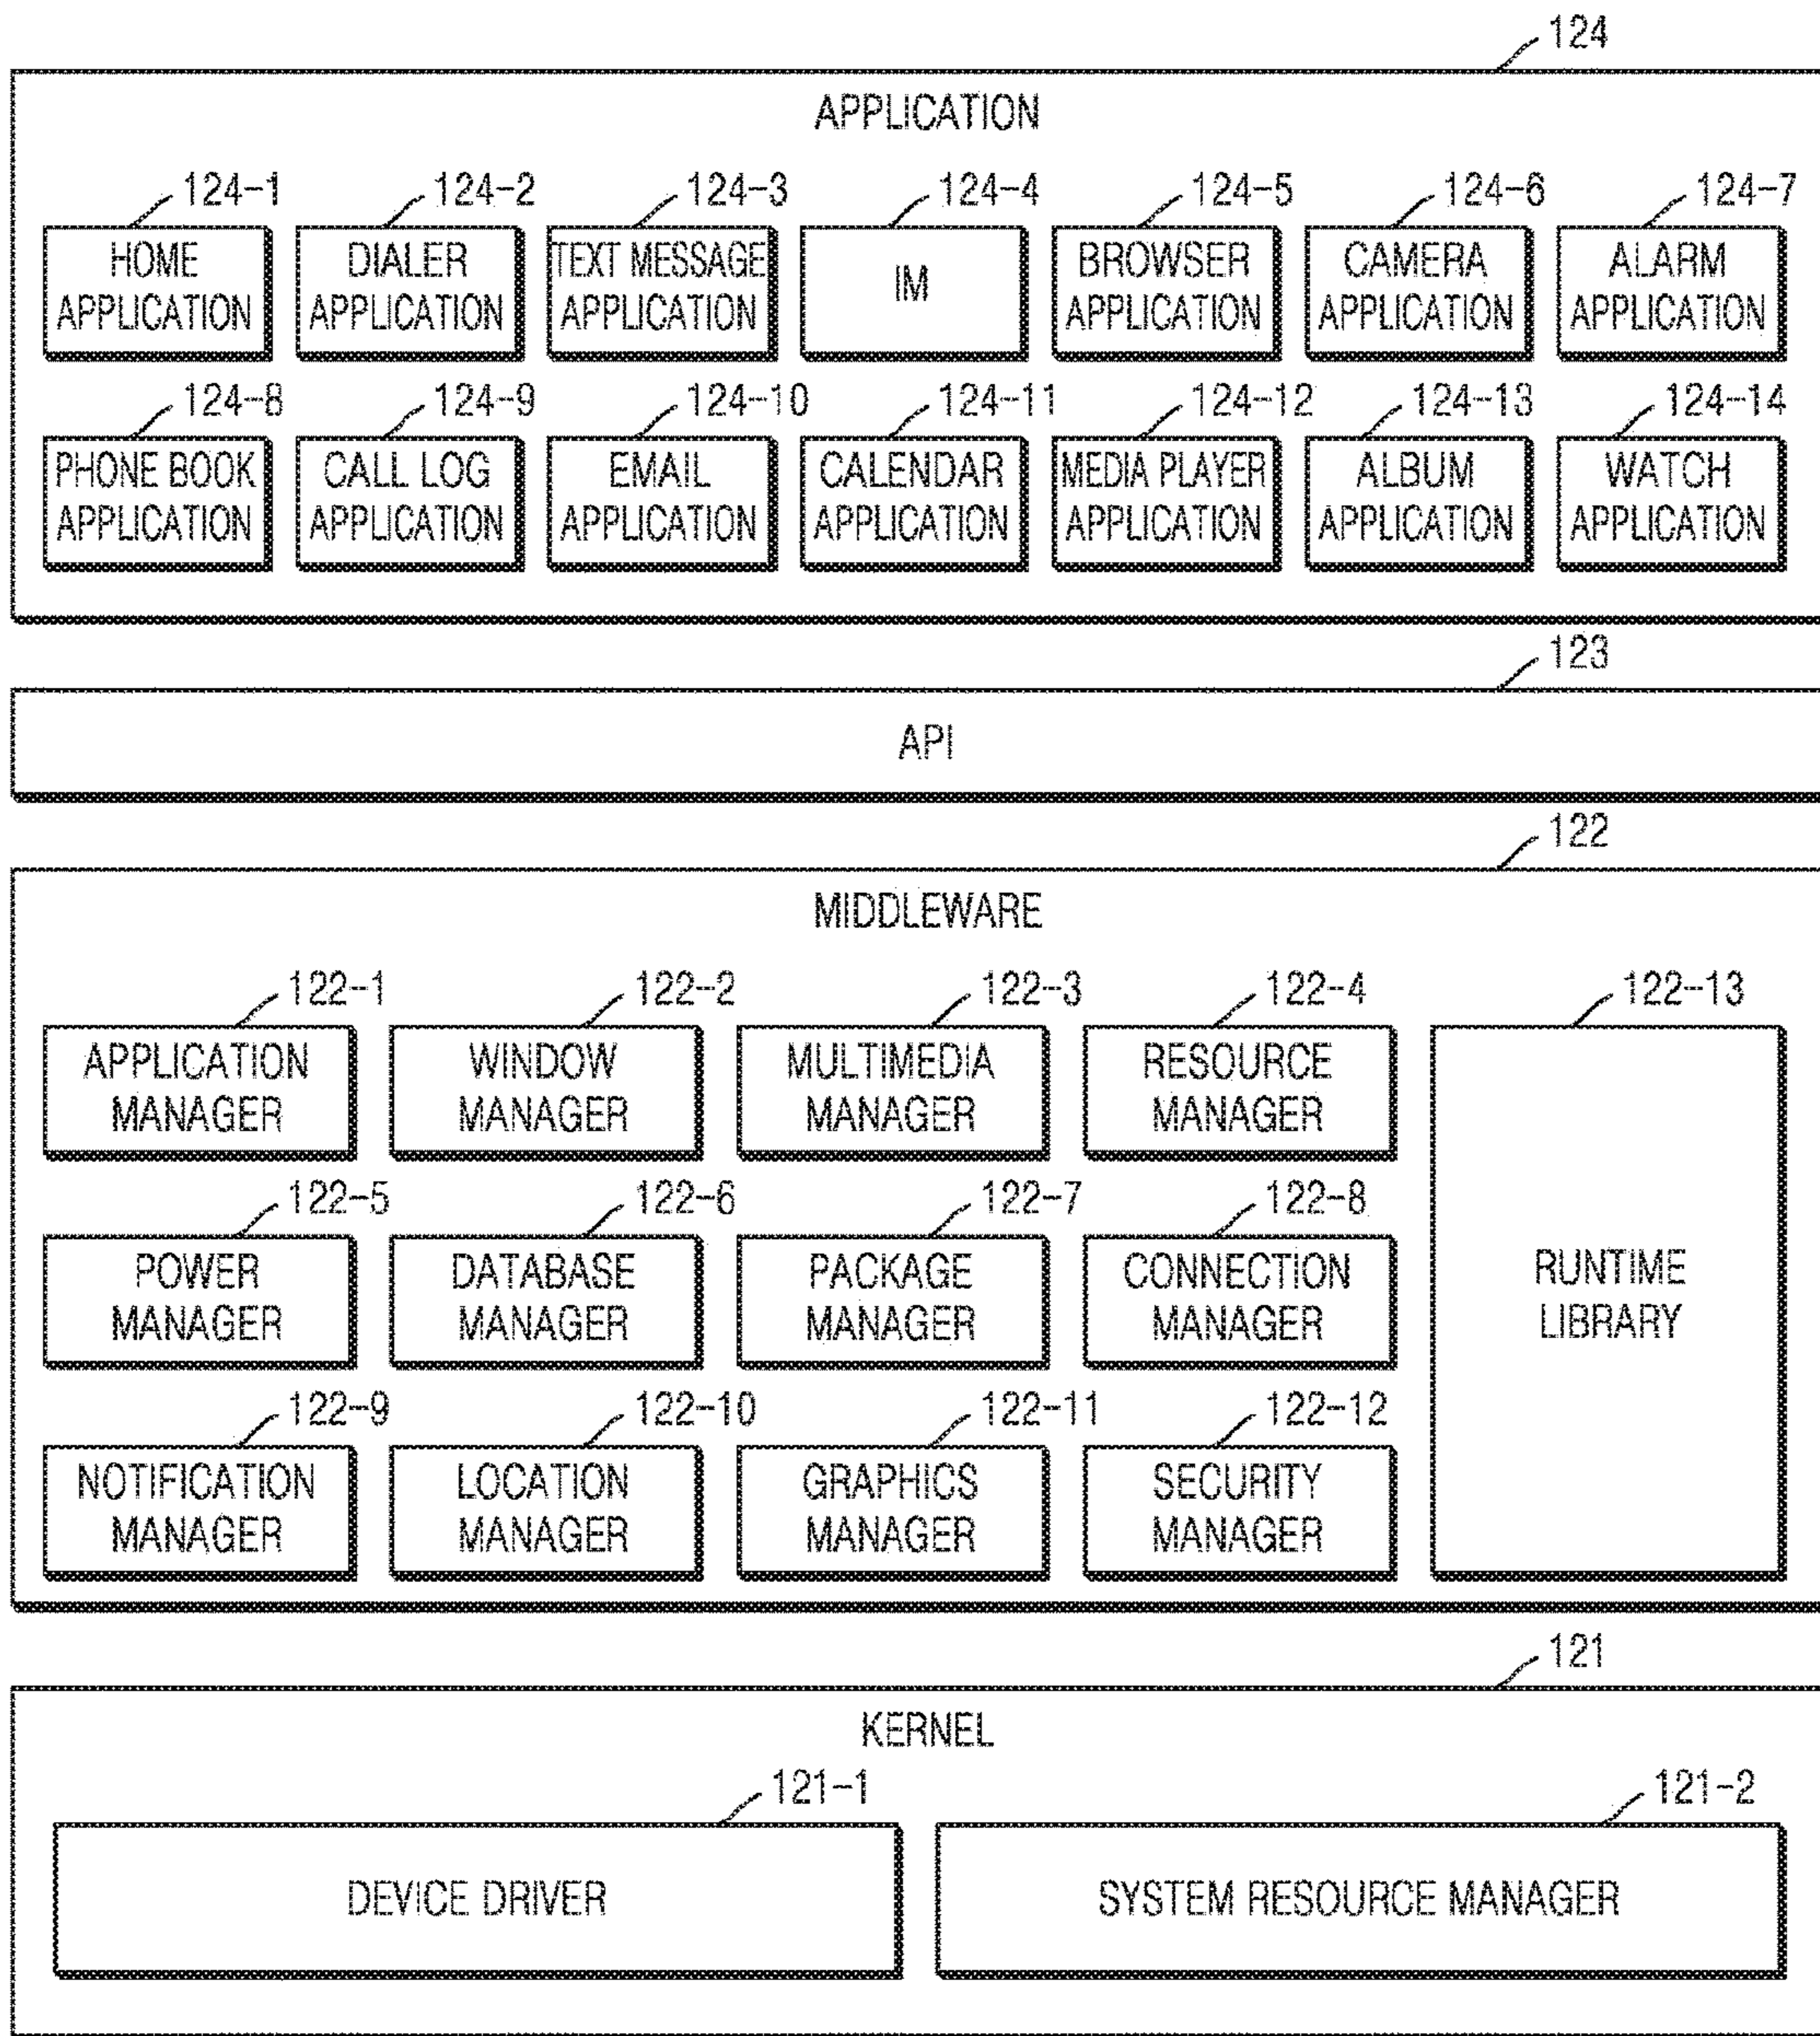 124
APPLICATION
124-1 124-2 124-3 124-4 124-5 124-6 124-7
HOME APPLICATION
DIALER APPLICATION
TEXT MESSAGE APPLICATION
IM
BROWSER APPLICATION
CAMERA APPLICATION
ALARM APPLICATION
124-8 124-9 124-10 124-11 124-12 124-13 124-14
PHONE BOOK APPLICATION
CALL LOG APPLICATION
EMAIL APPLICATION
CALENDAR APPLICATION
MEDIA PLAYER APPLICATION
ALBUM APPLICATION
WATCH APPLICATION
123
API
122
MIDDLEWARE
122-1 122-2 122-3 122-4 122-13
APPLICATION MANAGER
WINDOW MANAGER
MULTIMEDIA MANAGER
RESOURCE MANAGER
122-5 122-6 122-7 122-8
POWER MANAGER
DATABASE MANAGER
PACKAGE MANAGER
CONNECTION MANAGER
RUNTIME LIBRARY
122-9 122-10 122-11 122-12
NOTIFICATION MANAGER
LOCATION MANAGER
GRAPHICS MANAGER
SECURITY MANAGER
121
KERNEL
121-1 121-2
DEVICE DRIVER
SYSTEM RESOURCE MANAGER